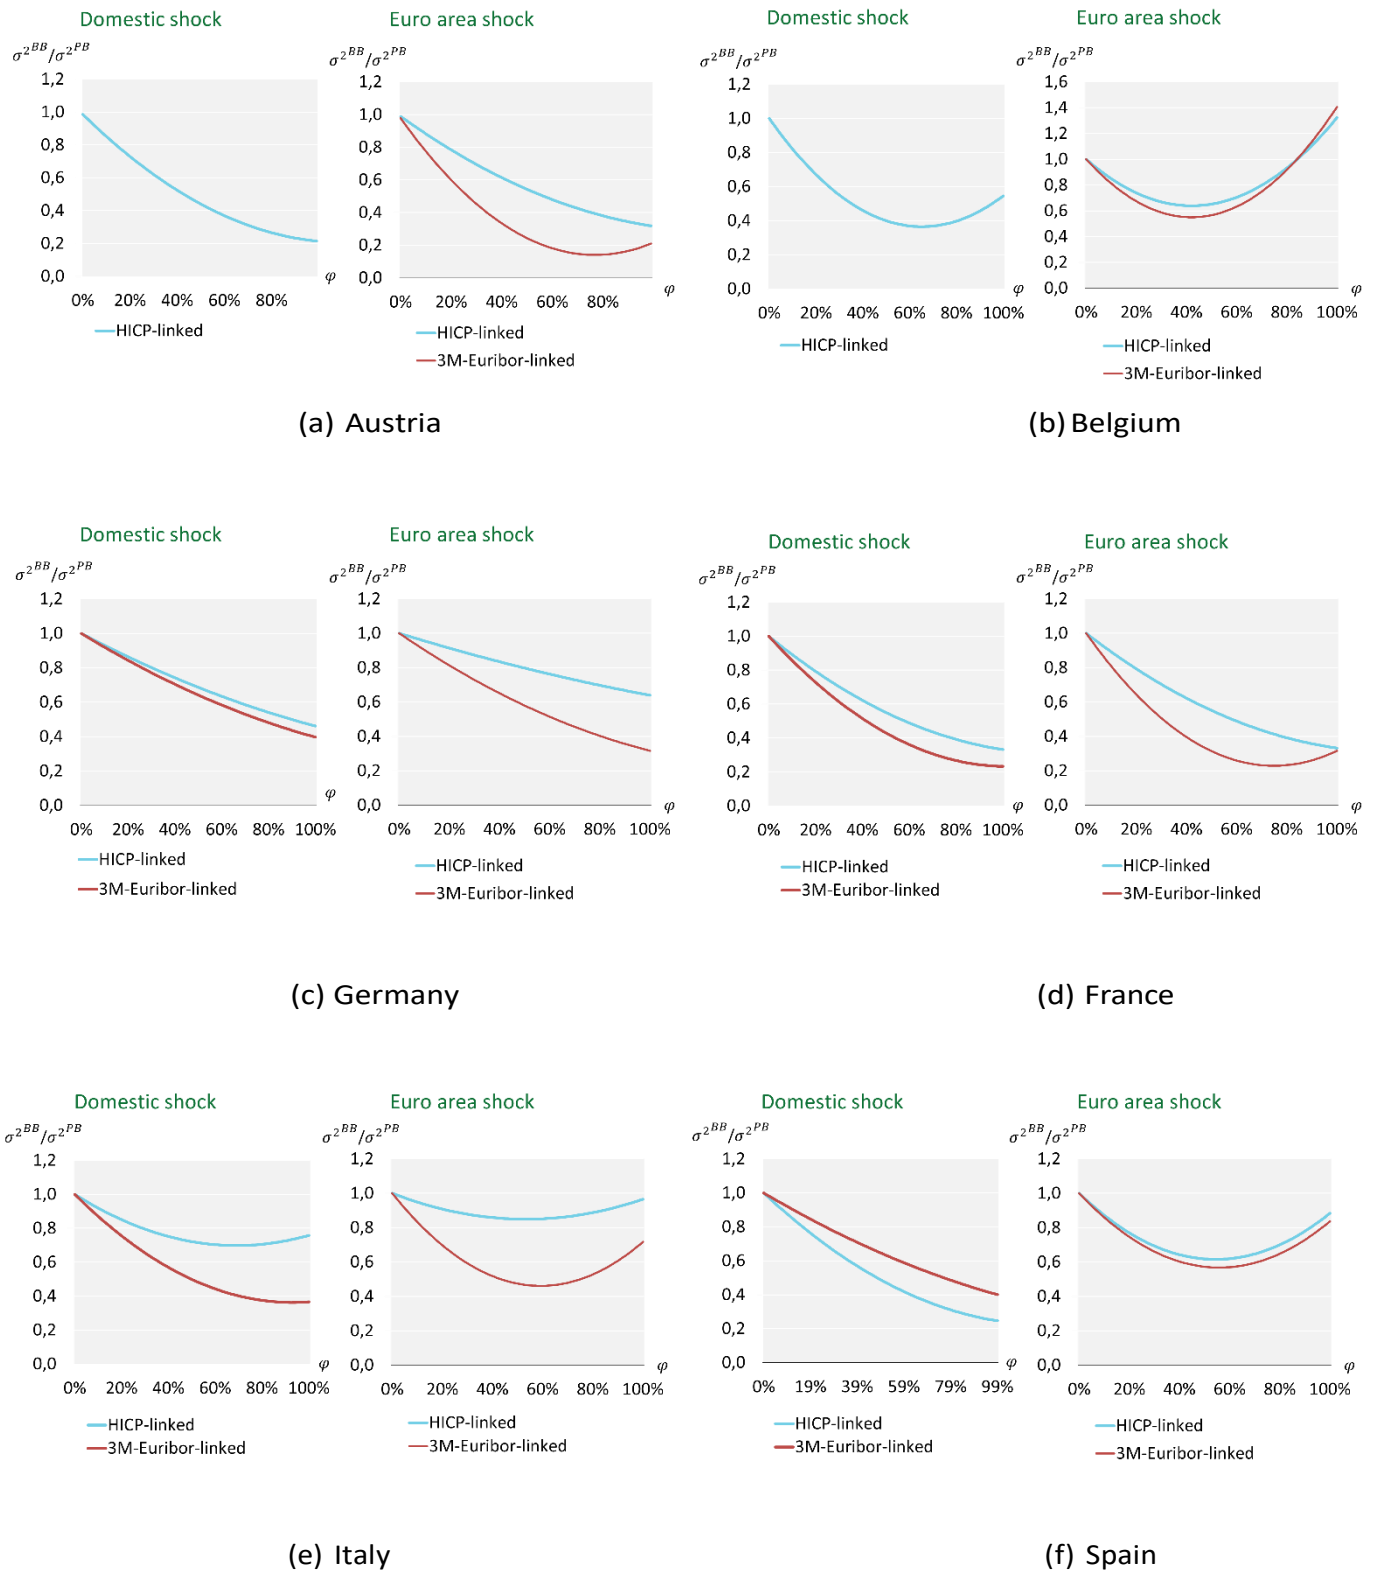 Domestic shock
σ²ᴮᴮ/σ²ᴾᴮ
1,2
1,0
0,8
0,6
0,4
0,2
0,0
0% 20% 40% 60% 80%
φ
HICP-linked
Euro area shock
σ²ᴮᴮ/σ²ᴾᴮ
1,2
1,0
0,8
0,6
0,4
0,2
0,0
0% 20% 40% 60% 80%
φ
HICP-linked
3M-Euribor-linked
(a) Austria
Domestic shock
σ²ᴮᴮ/σ²ᴾᴮ
1,2
1,0
0,8
0,6
0,4
0,2
0,0
0% 20% 40% 60% 80% 100%
φ
HICP-linked
Euro area shock
σ²ᴮᴮ/σ²ᴾᴮ
1,6
1,4
1,2
1,0
0,8
0,6
0,4
0,2
0,0
0% 20% 40% 60% 80% 100%
φ
HICP-linked
3M-Euribor-linked
(b) Belgium
Domestic shock
σ²ᴮᴮ/σ²ᴾᴮ
1,2
1,0
0,8
0,6
0,4
0,2
0,0
0% 20% 40% 60% 80% 100%
φ
HICP-linked
3M-Euribor-linked
Euro area shock
σ²ᴮᴮ/σ²ᴾᴮ
1,2
1,0
0,8
0,6
0,4
0,2
0,0
0% 20% 40% 60% 80% 100%
φ
HICP-linked
3M-Euribor-linked
(c) Germany
Domestic shock
σ²ᴮᴮ/σ²ᴾᴮ
1,2
1,0
0,8
0,6
0,4
0,2
0,0
0% 20% 40% 60% 80% 100%
φ
HICP-linked
3M-Euribor-linked
Euro area shock
σ²ᴮᴮ/σ²ᴾᴮ
1,2
1,0
0,8
0,6
0,4
0,2
0,0
0% 20% 40% 60% 80% 100%
φ
HICP-linked
3M-Euribor-linked
(d) France
Domestic shock
σ²ᴮᴮ/σ²ᴾᴮ
1,2
1,0
0,8
0,6
0,4
0,2
0,0
0% 20% 40% 60% 80% 100%
φ
HICP-linked
3M-Euribor-linked
Euro area shock
σ²ᴮᴮ/σ²ᴾᴮ
1,2
1,0
0,8
0,6
0,4
0,2
0,0
0% 20% 40% 60% 80% 100%
φ
HICP-linked
3M-Euribor-linked
(e) Italy
Domestic shock
σ²ᴮᴮ/σ²ᴾᴮ
1,2
1,0
0,8
0,6
0,4
0,2
0,0
0% 19% 39% 59% 79% 99%
φ
HICP-linked
3M-Euribor-linked
Euro area shock
σ²ᴮᴮ/σ²ᴾᴮ
1,2
1,0
0,8
0,6
0,4
0,2
0,0
0% 20% 40% 60% 80% 100%
φ
HICP-linked
3M-Euribor-linked
(f) Spain